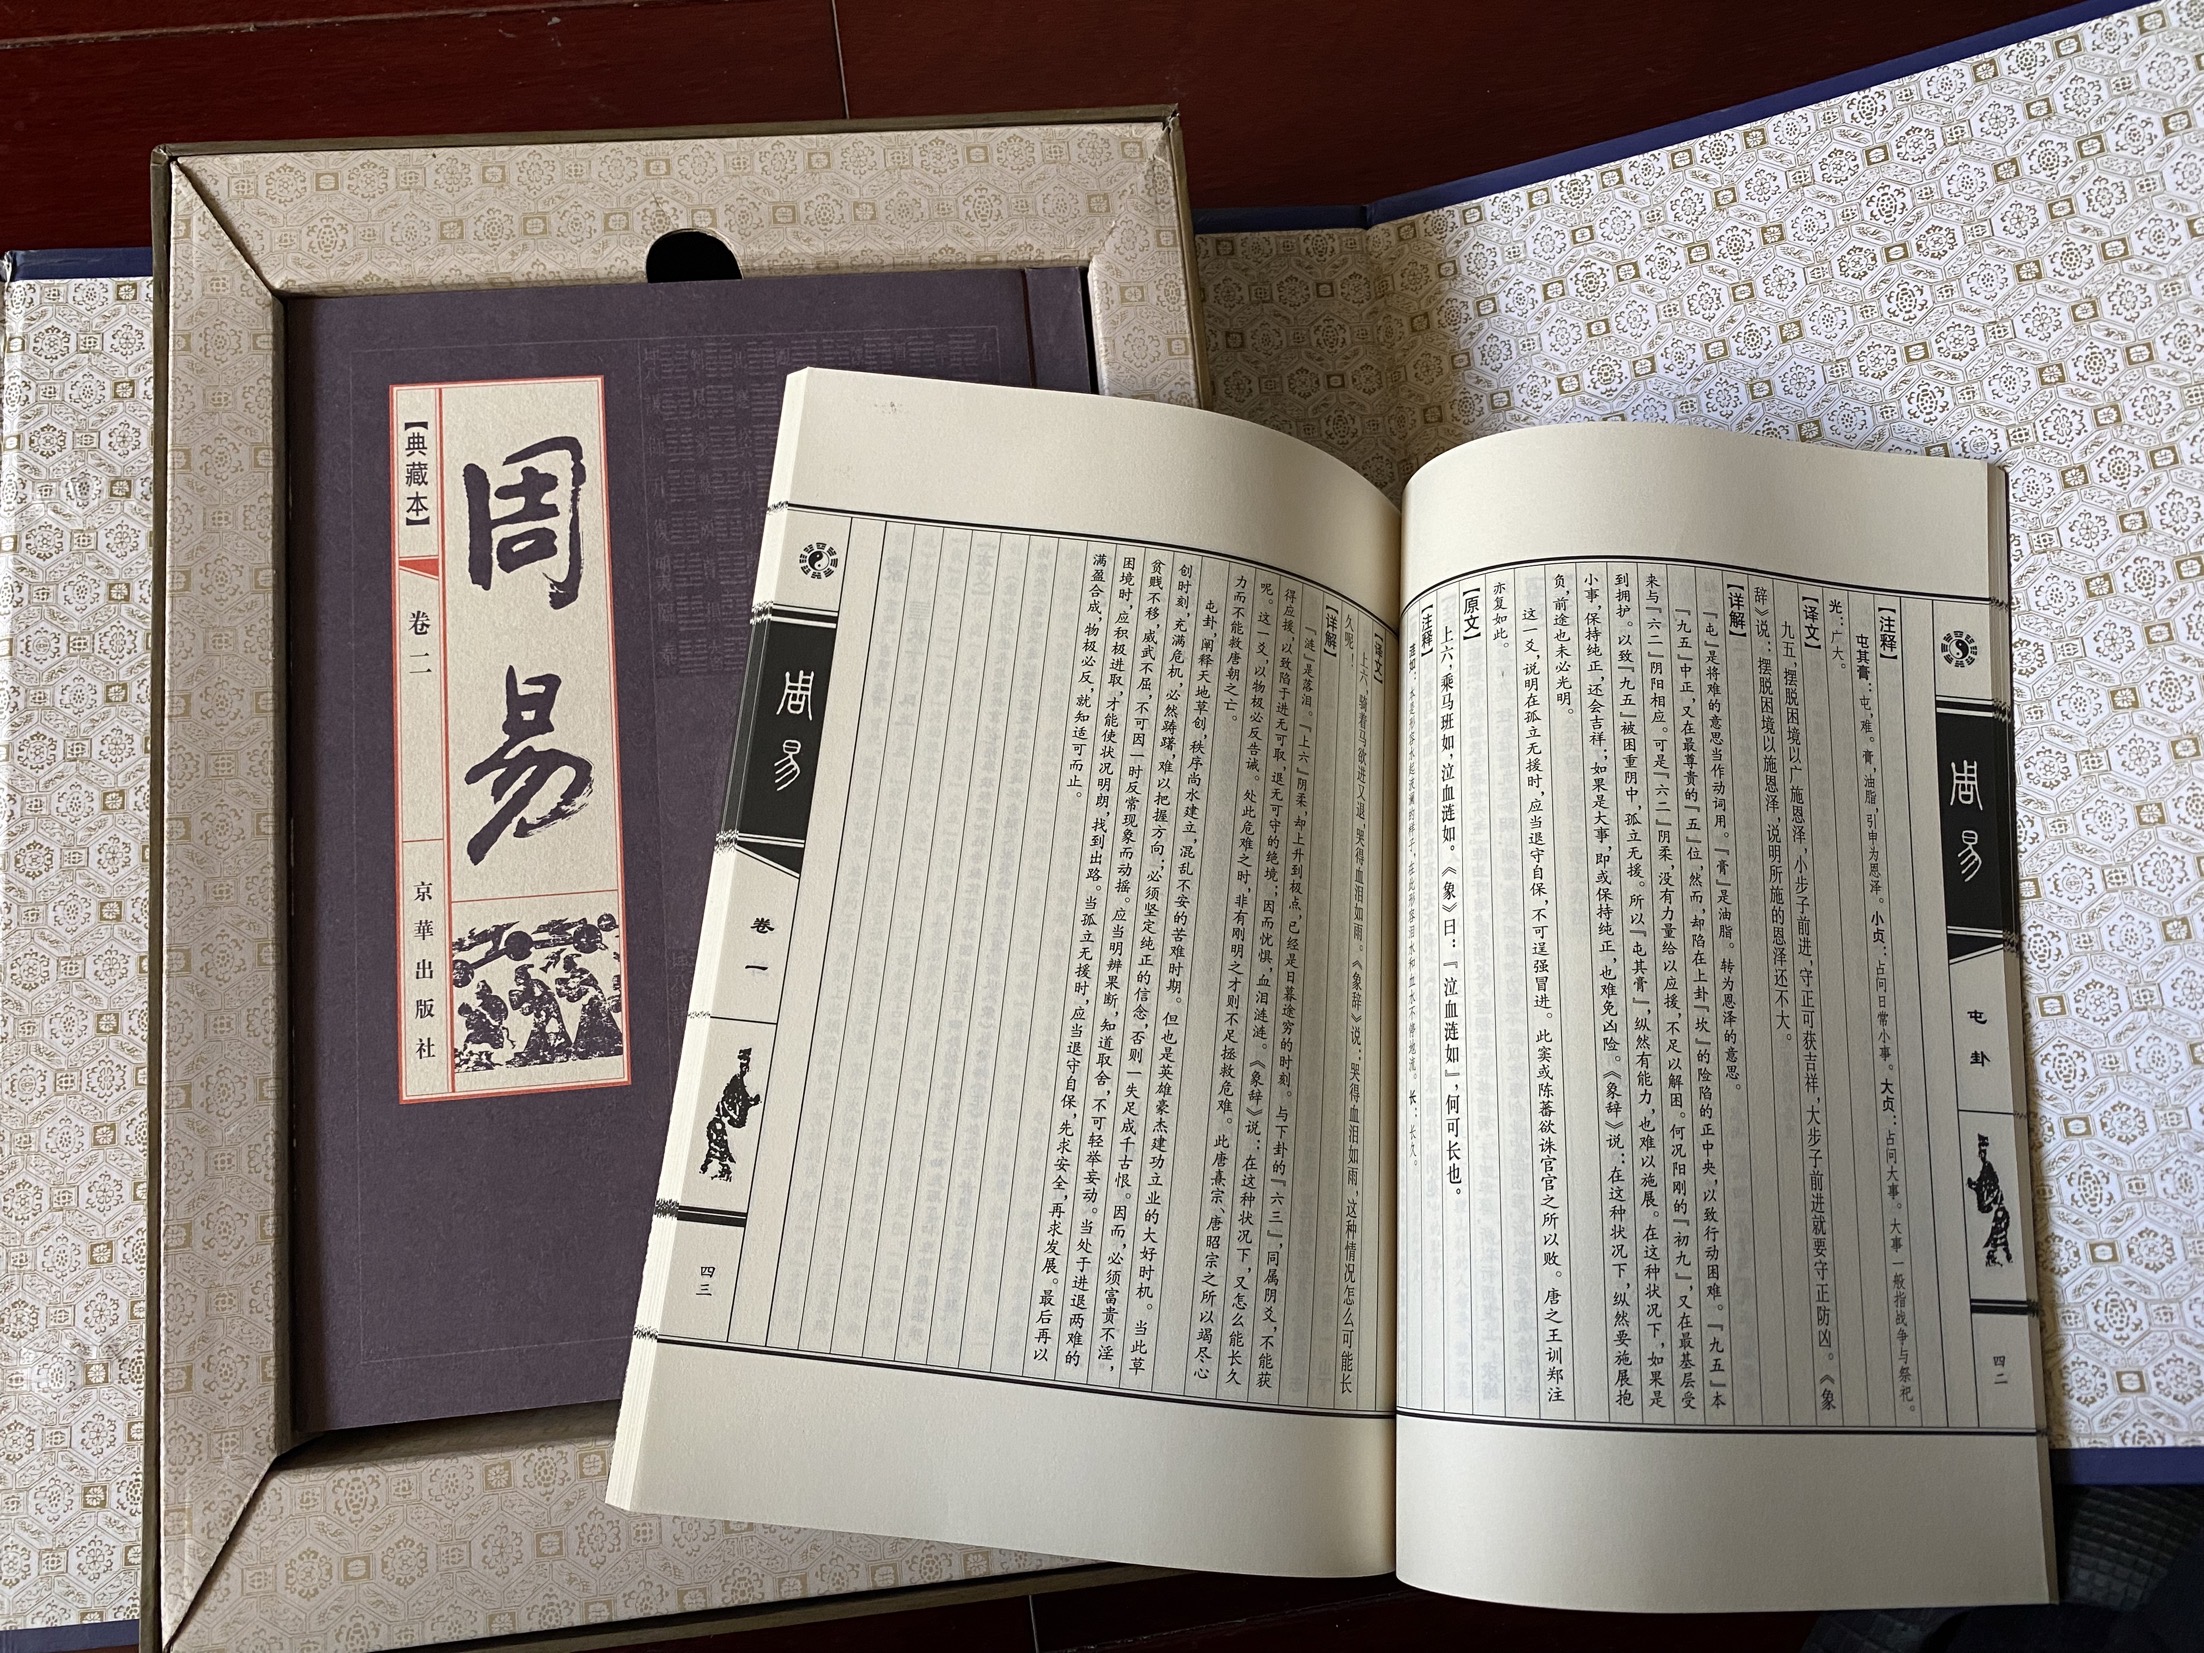 【典藏本】
卷二
京華出版社
周易
周易
屯卦
四二
【注释】
屯其膏：屯，难。膏，油脂，引申为恩泽。小贞：占问日常小事。大贞：占问大事。大事一般指战争与祭祀。
光：广大。
【译文】
九五，摆脱困境以广施恩泽，小步子前进，守正可获吉祥，大步子前进就要守正防凶。《象
辞》说：摆脱困境以施恩泽，说明所施的恩泽还不大。
【详解】
『屯』是将难的意思当作动词用。『膏』是油脂。转为恩泽的意思。
『九五』中正，又在最尊贵的『五』位，然而，却陷在上卦『坎』的险陷的正中央，以致行动困难。『九五』本
来与『六二』阴阳相应。可是『六二』阴柔，没有力量给以应援，不足以解困。何况阳刚的『初九』，又在最基层受
到拥护。以致『九五』被困重阴中，孤立无援。所以『屯其膏』，纵然有能力，也难以施展。在这种状况下，如果是
小事，保持纯正，还会吉祥；如果是大事，即或保持纯正，也难免凶险。《象辞》说：在这种状况下，纵然要施展抱
负，前途也未必光明。
这一爻，说明在孤立无援时，应当退守自保，不可逞强冒进。此窦或陈蕃欲诛宦官之所以败。唐之王训郑注
亦复如此。
【原文】
上六，乘马班如，泣血涟如。《象》曰：『泣血涟如』，何可长也。
【注释】
涟如：本是形容水起波澜的样子，在此形容泪水和血水不停地流。长：长久。
【译文】
上六，骑着马欲进又退，哭得血泪如雨。《象辞》说：哭得血泪如雨，这种情况怎么可能长
久呢！
【详解】
『涟』是落泪。『上六』阴柔，却上升到极点，已经是日暮途穷的时刻。与下卦的『六三』，同属阴爻，不能获
得应援，以致陷于进无可取，退无可守的绝境；因而忧惧，血泪涟涟。《象辞》说：在这种状况下，又怎么能长久
呢。这一爻，以物极必反告诫。处此危难之时，非有刚明之才则不足拯救危难。此唐熹宗、唐昭宗之所以竭尽心
力而不能救唐朝之亡。
屯卦，阐释天地草创，秩序尚水建立，混乱不安的苦难时期。但也是英雄豪杰建功立业的大好时机。当此草
创时刻，充满危机，必然踌躇，难以把握方向；必须坚定纯正的信念，否则一失足成千古恨。因而，必须富贵不淫，
贫贱不移，威武不屈，不可因一时反常现象而动摇。应当明辨果断，知道取舍，不可轻举妄动。当处于进退两难的
困境时，应积极进取，才能使状况明朗，找到出路。当孤立无援时，应当退守自保，先求安全，再求发展。最后再以
满盈合成，物极必反，就知适可而止。
周易
卷一
四三